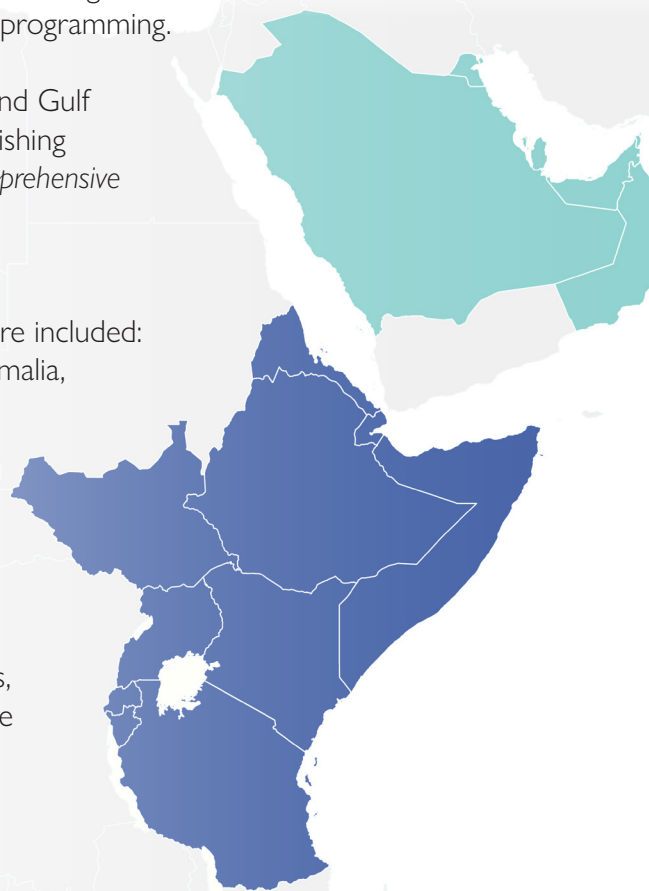 programming.
nd Gulf
ishing
prehensive
re included:
malia,
s,
e